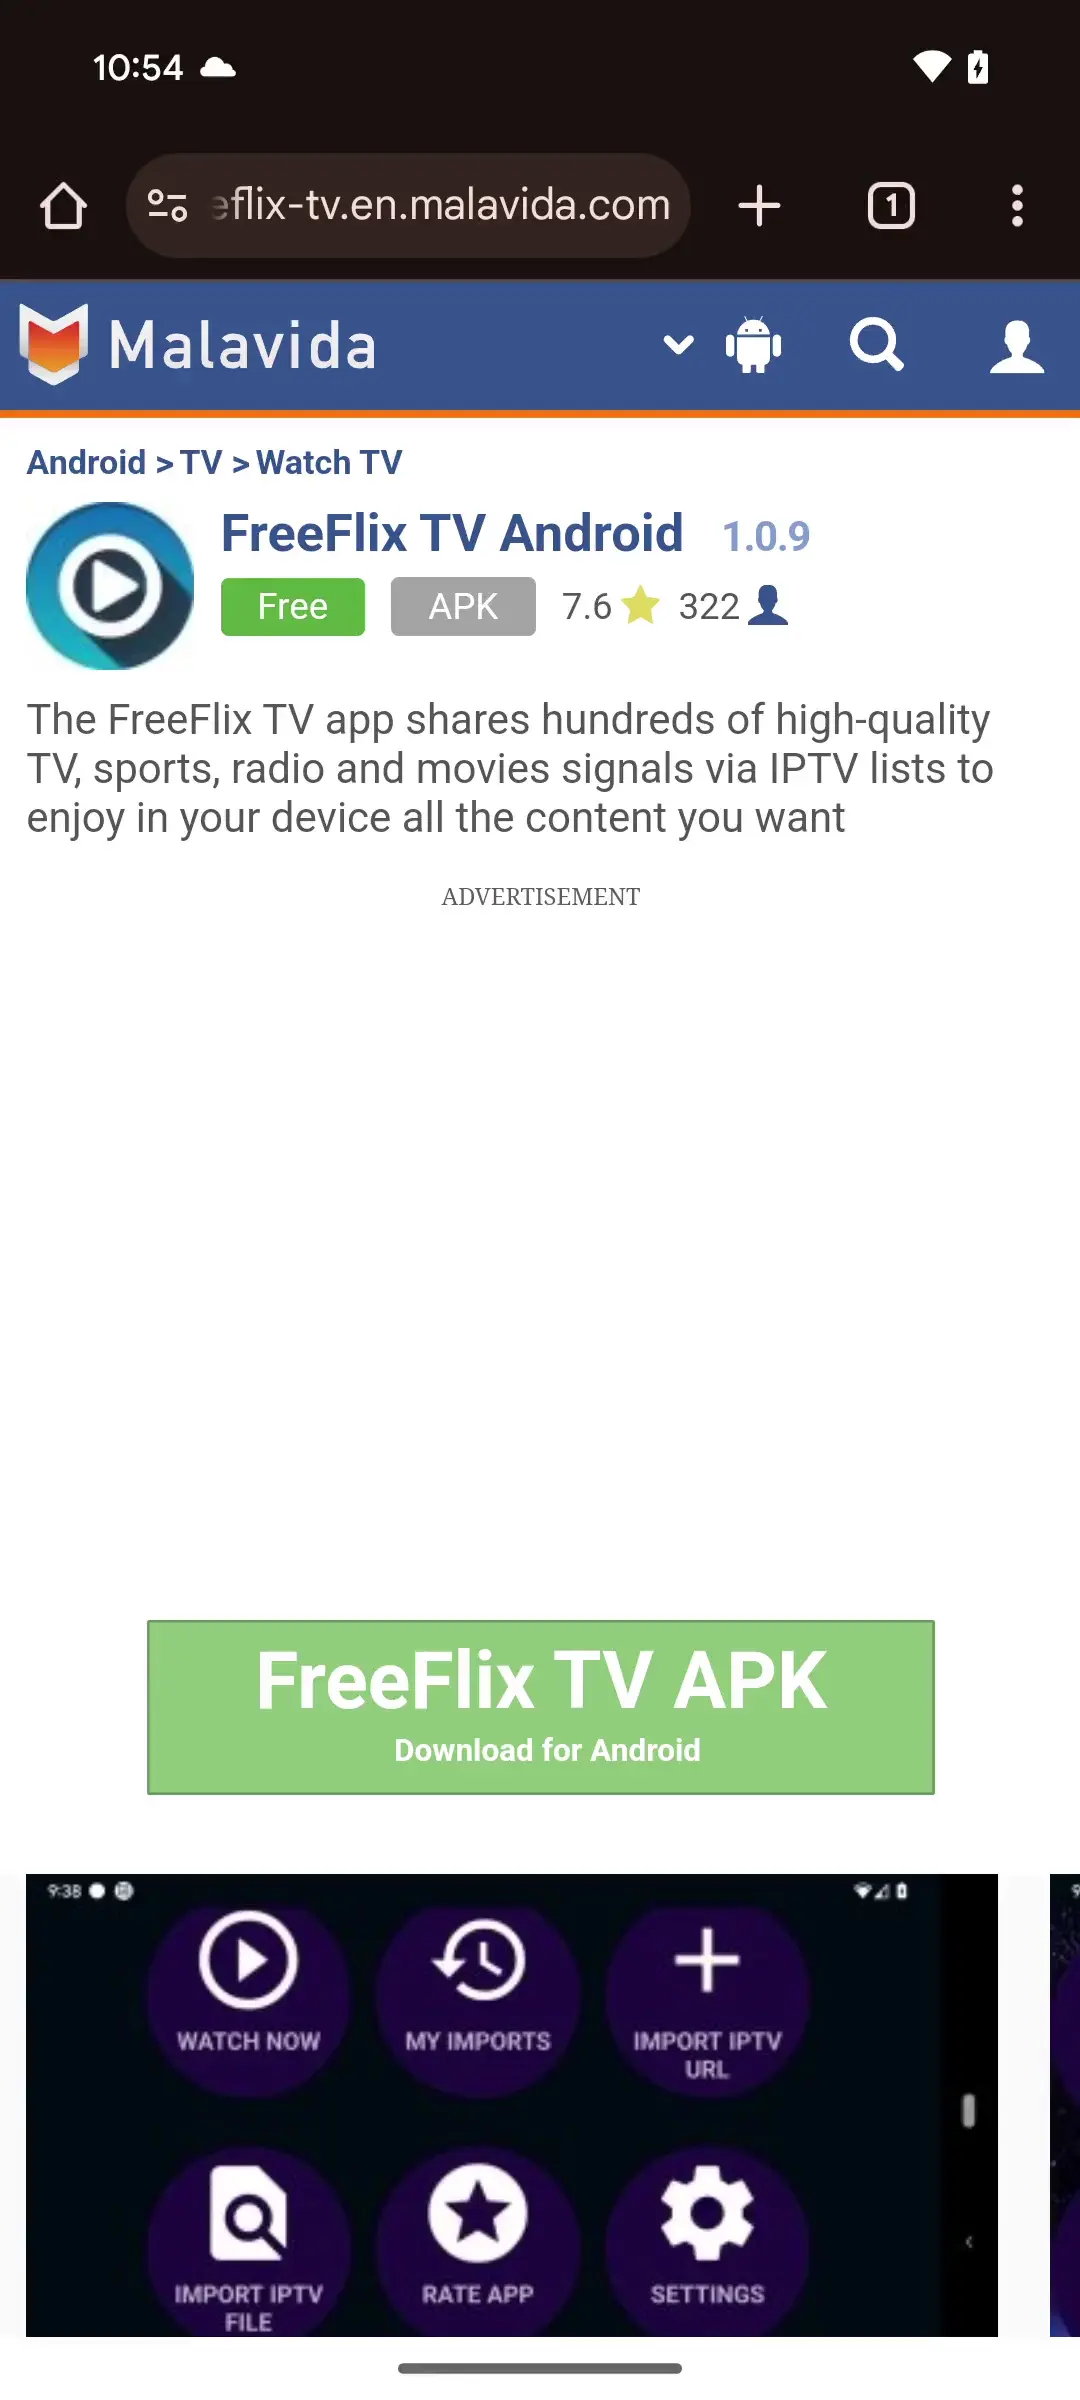 10:54
eflix-tv.en.malavida.com
1
Malavida
Android > TV > Watch TV
FreeFlix TV Android 1.0.9
Free APK 7.6 322
The FreeFlix TV app shares hundreds of high-quality
TV, sports, radio and movies signals via IPTV lists to
enjoy in your device all the content you want
ADVERTISEMENT
FreeFlix TV APK
Download for Android
9:38
WATCH NOW
MY IMPORTS
IMPORT IPTV
URL
IMPORT IPTV
FILE
RATE APP
SETTINGS